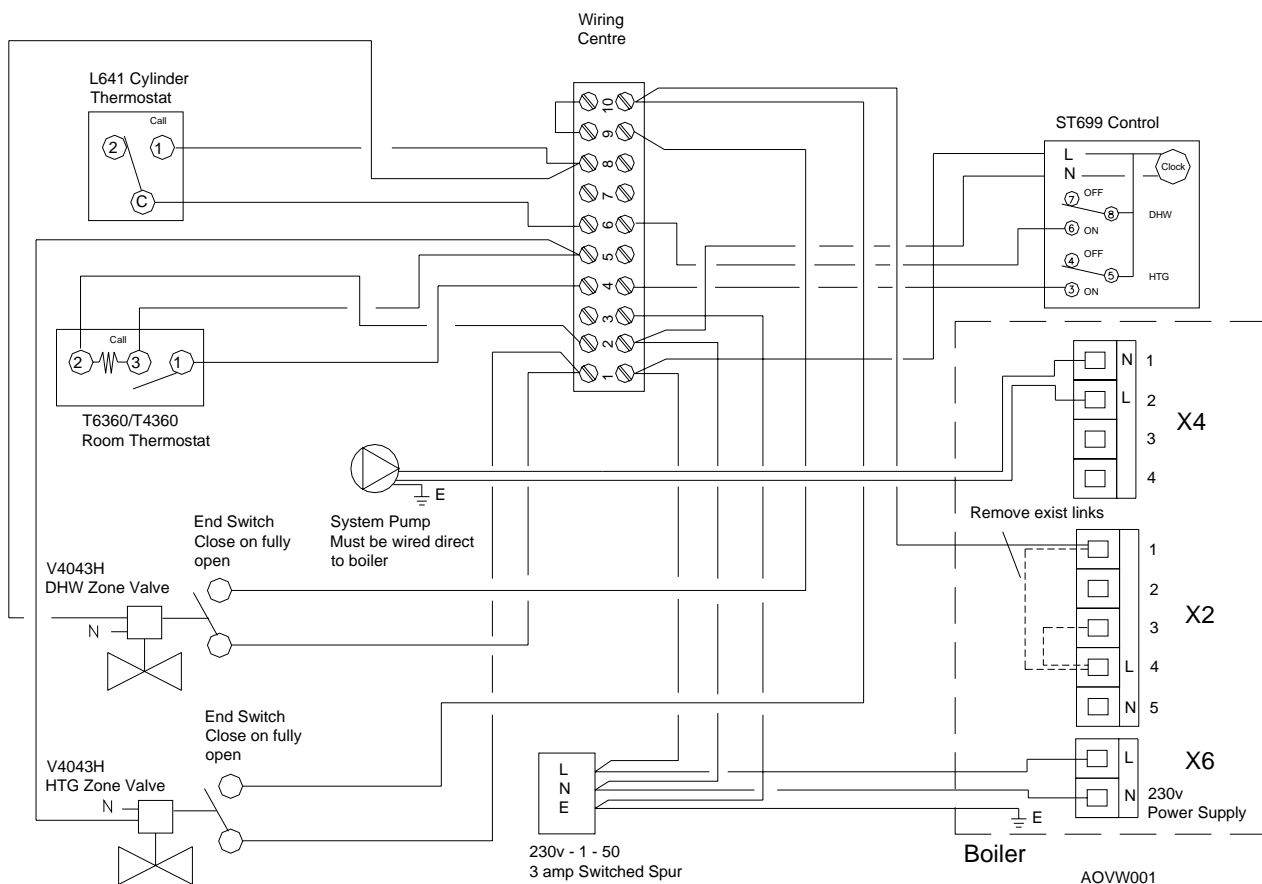 Wiring
Centre
L641 Cylinder
Thermostat
Call
2
1
C
10
9
8
7
6
5
4
3
2
1
ST699 Control
L
N
Clock
7
OFF
8
DHW
6
ON
4
OFF
5
HTG
3
ON
Call
2
3
1
T6360/T4360
Room Thermostat
N
1
L
2
3
4
X4
E
System Pump
Must be wired direct
to boiler
End Switch
Close on fully
open
V4043H
DHW Zone Valve
N
Remove exist links
1
2
3
L
4
N
5
X2
End Switch
Close on fully
open
V4043H
HTG Zone Valve
N
L
N
E
230v - 1 - 50
3 amp Switched Spur
E
L
N
X6
230v
Power Supply
Boiler
AOVW001